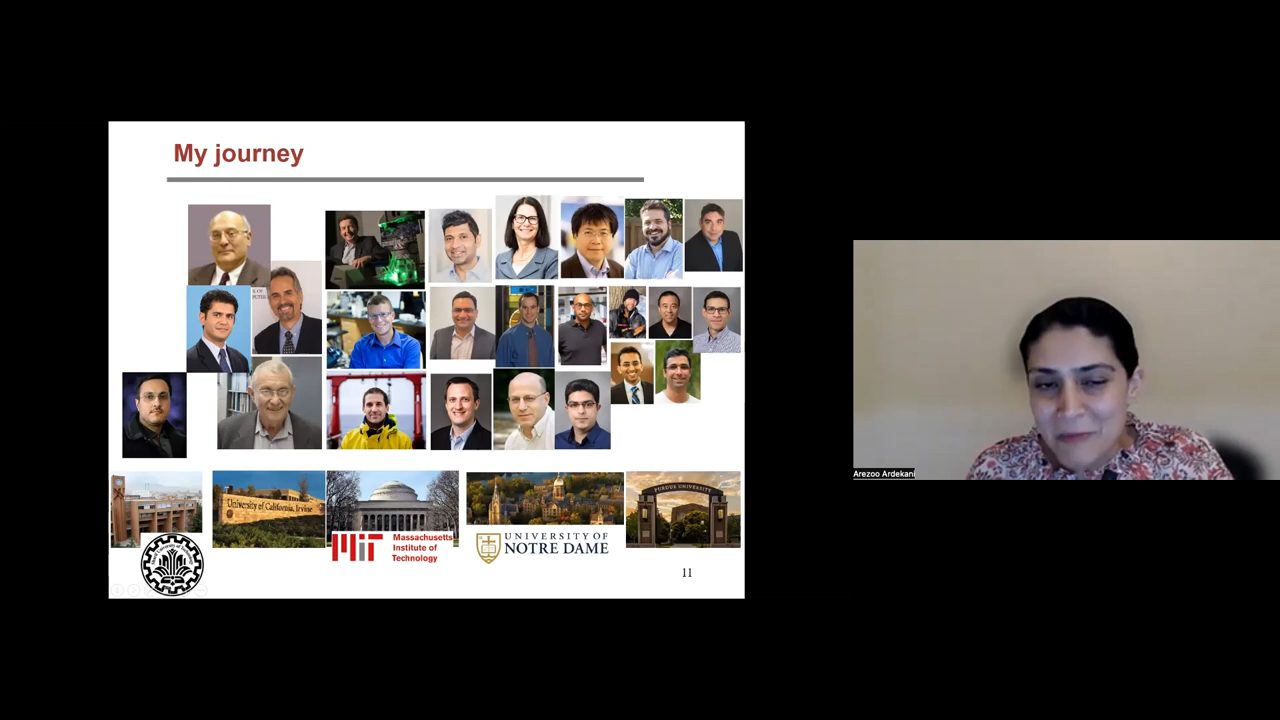 My journey
University of California, Irvine
PURDUE UNIVERSITY
MIT
Massachusetts
Institute of
Technology
UNIVERSITY OF
NOTRE DAME
11
Arezoo Ardekani